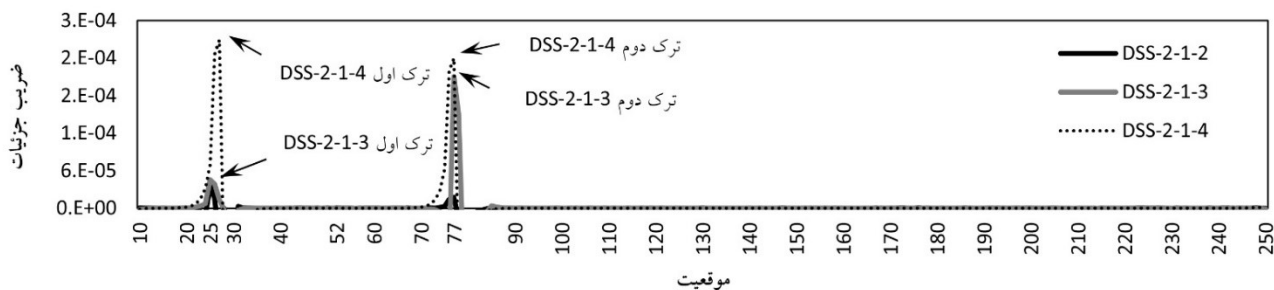 ضریب جزئیات
3.E-04
2.E-04
2.E-04
1.E-04
6.E-05
0.E+00
ترک اول DSS-2-1-4
ترک اول DSS-2-1-3
ترک دوم DSS-2-1-4
ترک دوم DSS-2-1-3
DSS-2-1-2
DSS-2-1-3
DSS-2-1-4
10 20 25 30 40 52 60 70 77 90 100 110 120 130 140 150 160 170 180 190 200 210 220 230 240 250
موقعیت